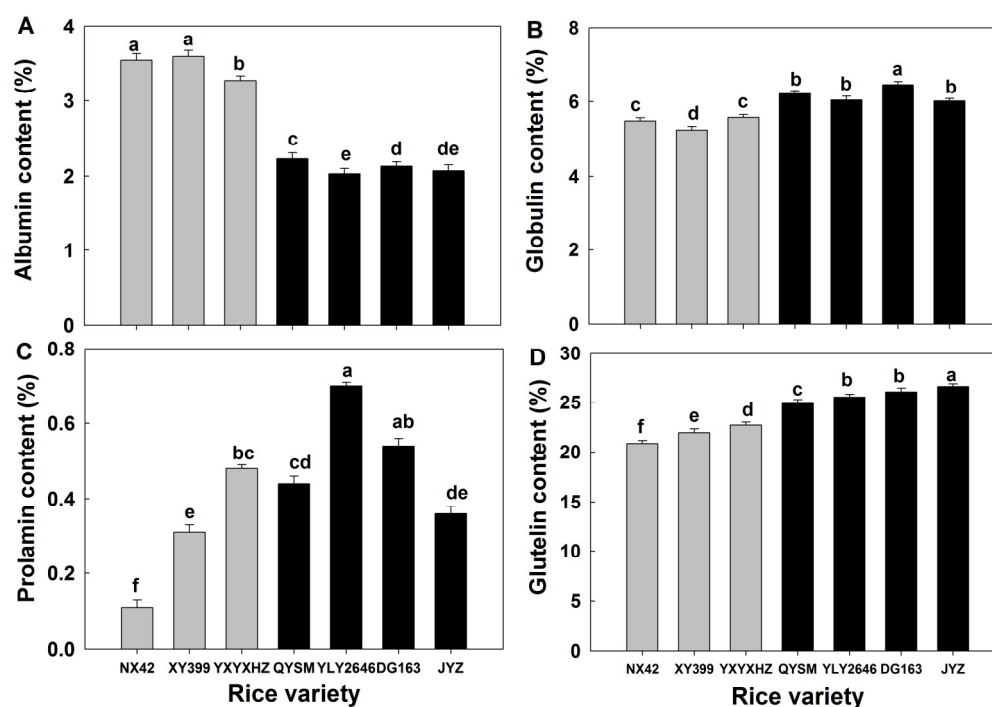 A
Albumin content (%)
4
3
2
1
0
a a b c e d de
B
Globulin content (%)
8
6
4
2
0
c d c b b a b
C
Prolamin content (%)
0.8
0.6
0.4
0.2
0.0
f e bc cd a ab de
NX42 XY399 YXYXHZ QYSM YLY2646 DG163 JYZ
Rice variety
D
Glutelin content (%)
30
25
20
15
10
5
0
f e d c b b a
NX42 XY399 YXYXHZ QYSM YLY2646 DG163 JYZ
Rice variety